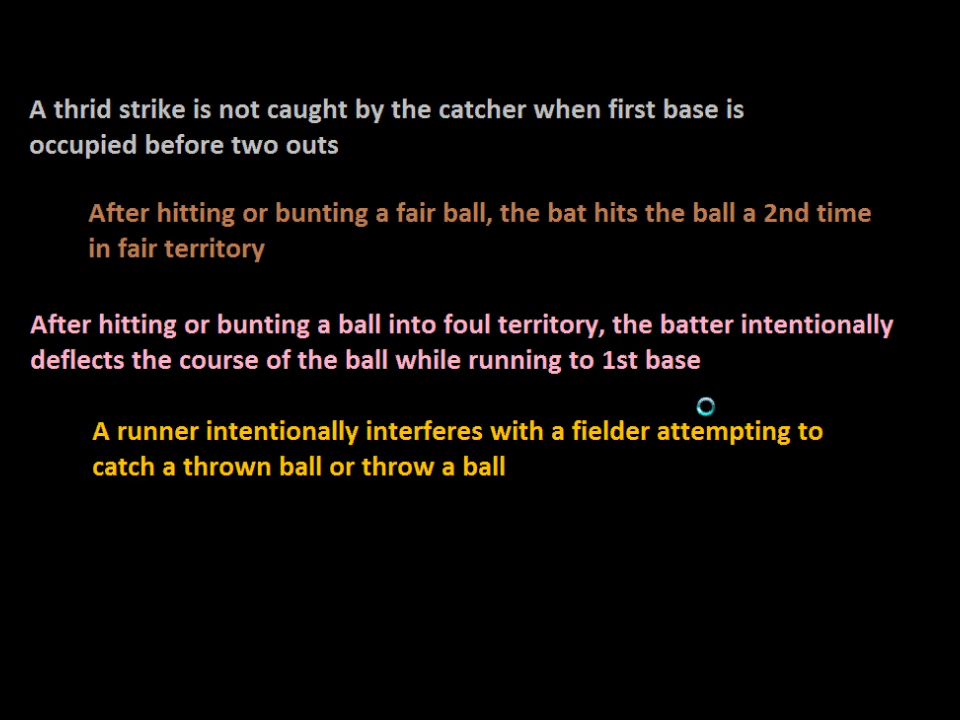 A thrid strike is not caught by the catcher when first base is
occupied before two outs
After hitting or bunting a fair ball, the bat hits the ball a 2nd time
in fair territory
After hitting or bunting a ball into foul territory, the batter intentionally
deflects the course of the ball while running to 1st base
A runner intentionally interferes with a fielder attempting to
catch a thrown ball or throw a ball